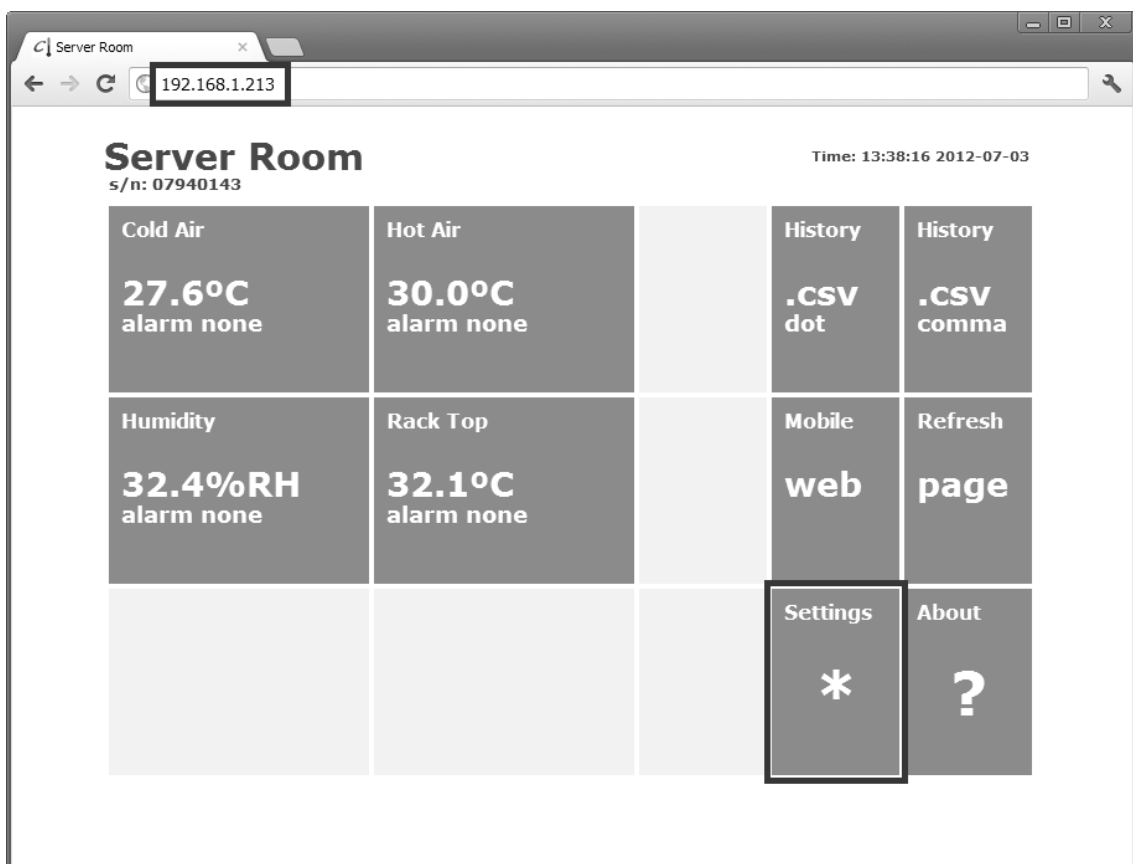 Server Room
192.168.1.213
Server Room
s/n: 07940143
Time: 13:38:16 2012-07-03
Cold Air
27.6ºC
alarm none
Hot Air
30.0ºC
alarm none
History
.csv
dot
History
.csv
comma
Humidity
32.4%RH
alarm none
Rack Top
32.1ºC
alarm none
Mobile
web
Refresh
page
Settings
*
About
?